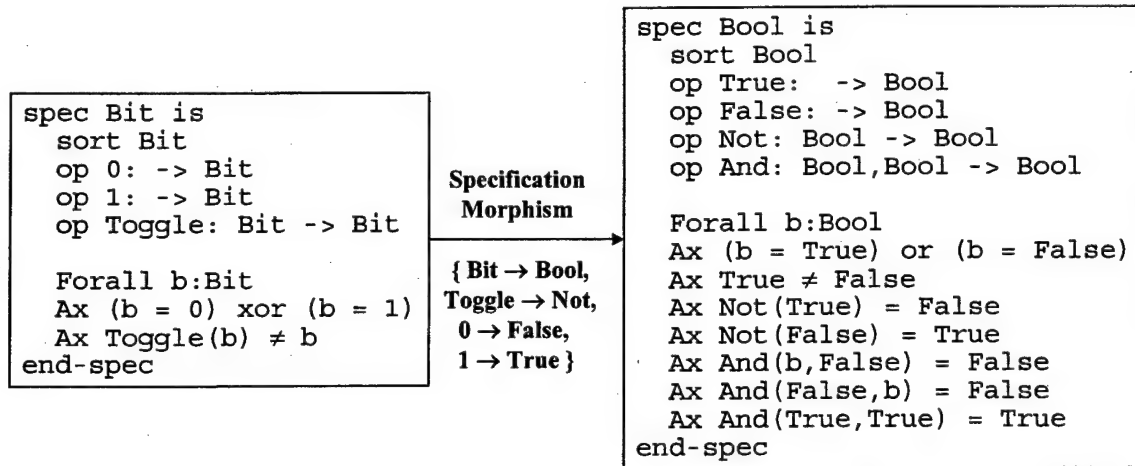 spec Bit is
sort Bit
op 0: -> Bit
op 1: -> Bit
op Toggle: Bit -> Bit
Forall b:Bit
Ax (b = 0) xor (b = 1)
Ax Toggle(b) ≠ b
end-spec
Specification
Morphism
{ Bit → Bool,
Toggle → Not,
0 → False,
1 → True }
spec Bool is
sort Bool
op True: -> Bool
op False: -> Bool
op Not: Bool -> Bool
op And: Bool,Bool -> Bool
Forall b:Bool
Ax (b = True) or (b = False)
Ax True ≠ False
Ax Not(True) = False
Ax Not(False) = True
Ax And(b,False) = False
Ax And(False,b) = False
Ax And(True,True) = True
end-spec